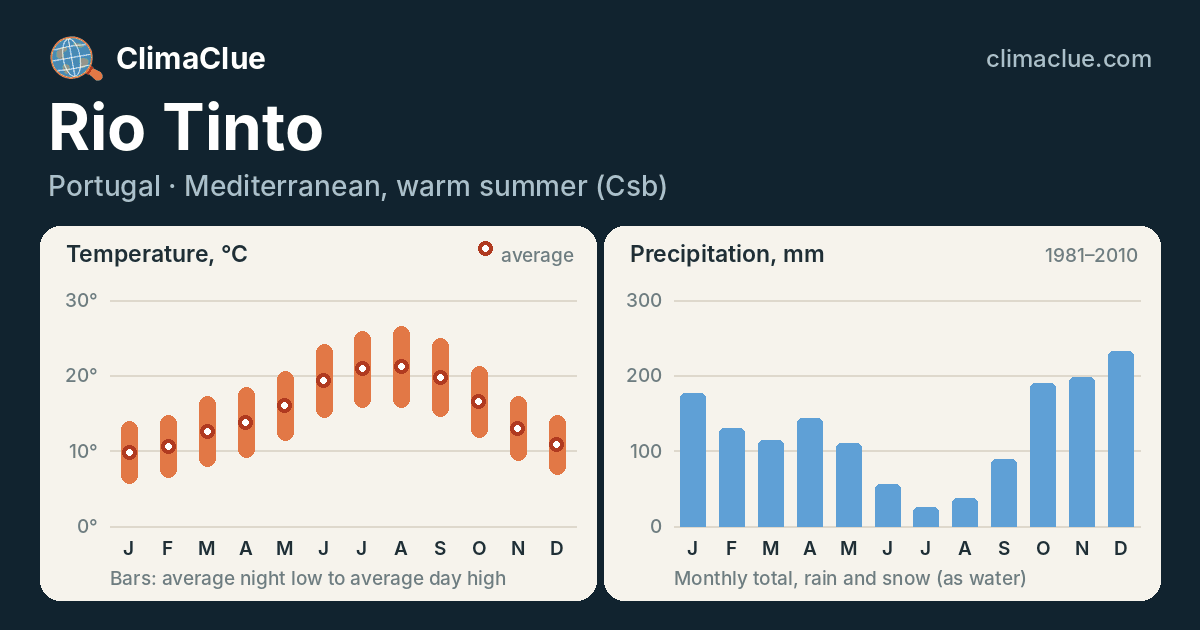 ClimaClue
climaclue.com
Rio Tinto
Portugal · Mediterranean, warm summer (Csb)
Temperature, °C
average
30°
20°
10°
0°
J F M A M J J A S O N D
Bars: average night low to average day high
Precipitation, mm
1981–2010
300
200
100
0
J F M A M J J A S O N D
Monthly total, rain and snow (as water)